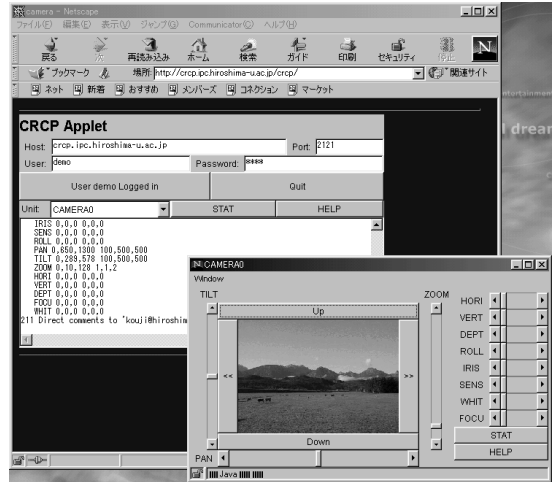 camera - Netscape
ファイル(F) 編集(E) 表示(V) ジャンプ(G) Communicator(C) ヘルプ(H)
戻る 次 再読み込み ホーム 検索 ガイド 印刷 セキュリティ 停止
N
ブックマーク 場所: http://crcp.ipc.hiroshima-u.ac.jp/crcp/ 関連サイト
ネット 新着 おすすめ メンバーズ コネクション マーケット
entertainment
I dream
CRCP Applet
Host: crcp.ipc.hiroshima-u.ac.jp Port: 2121
User: demo Password: ****
User demo Logged in Quit
Unit: CAMERA0 STAT HELP
IRIS 0,0,0 0,0,0
SENS 0,0,0 0,0,0
ROLL 0,0,0 0,0,0
PAN 0,650,1300 100,500,500
TILT 0,289,578 100,500,500
ZOOM 0,10,128 1,1,2
HORI 0,0,0 0,0,0
VERT 0,0,0 0,0,0
DEPT 0,0,0 0,0,0
FOCU 0,0,0 0,0,0
WHIT 0,0,0 0,0,0
211 Direct comments to "kouji@hiroshim
CAMERA0
Window
TILT
Up
<<
>>
Down
PAN
ZOOM
HORI
VERT
DEPT
ROLL
IRIS
SENS
WHIT
FOCU
STAT
HELP
Java